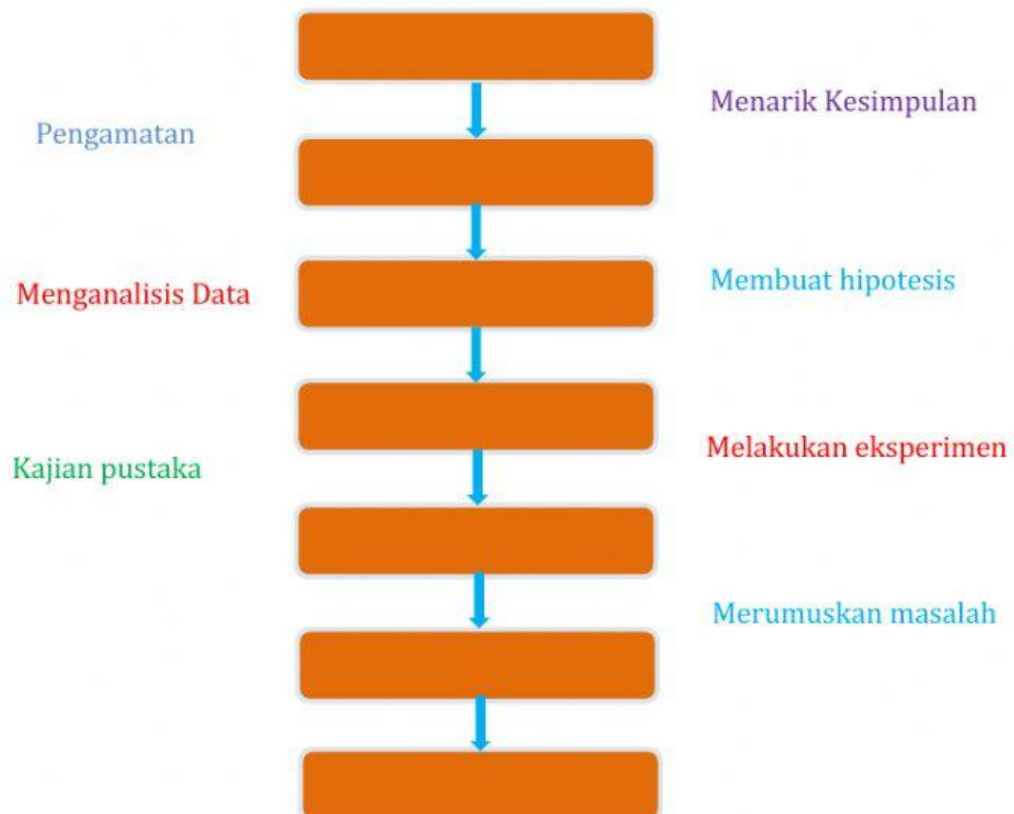 Menarik Kesimpulan
Pengamatan
Membuat hipotesis
Menganalisis Data
Melakukan eksperimen
Kajian pustaka
Merumuskan masalah